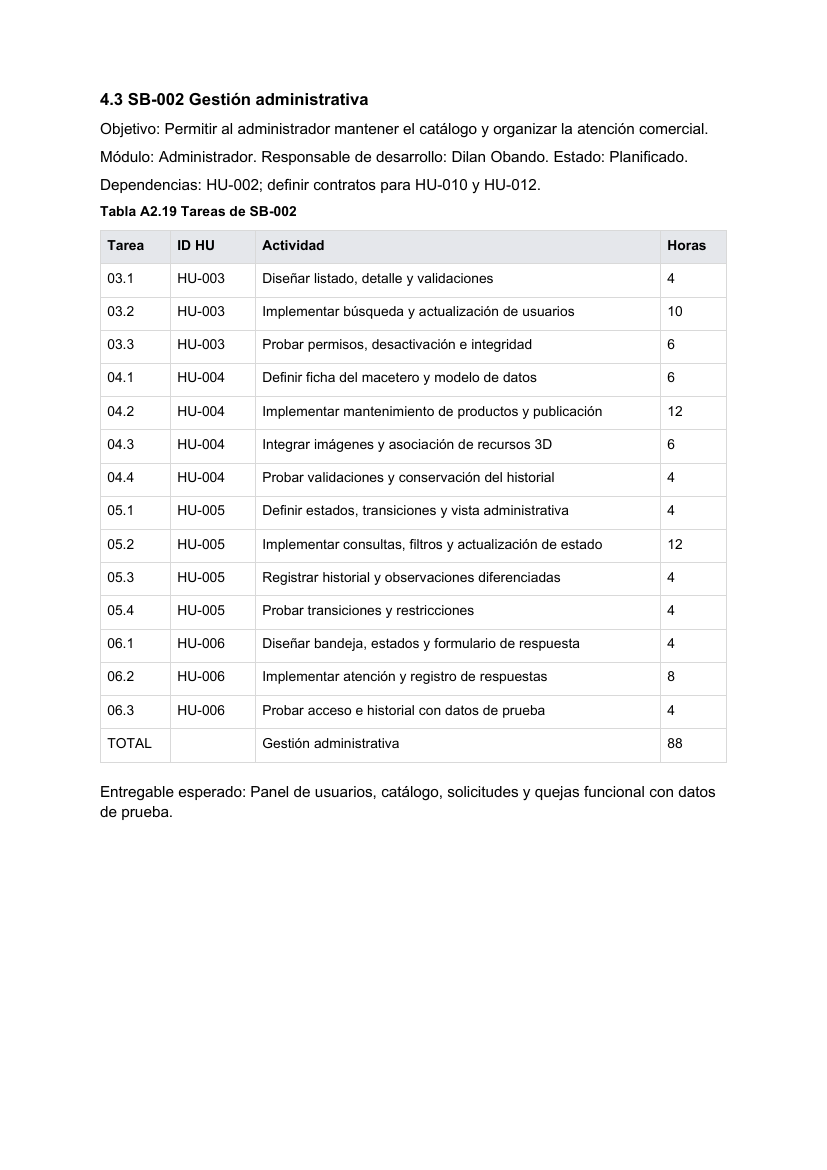 4.3 SB-002 Gestión administrativa
Objetivo: Permitir al administrador mantener el catálogo y organizar la atención comercial.
Módulo: Administrador. Responsable de desarrollo: Dilan Obando. Estado: Planificado.
Dependencias: HU-002; definir contratos para HU-010 y HU-012.
Tabla A2.19 Tareas de SB-002
Tarea ID HU Actividad Horas
03.1 HU-003 Diseñar listado, detalle y validaciones 4
03.2 HU-003 Implementar búsqueda y actualización de usuarios 10
03.3 HU-003 Probar permisos, desactivación e integridad 6
04.1 HU-004 Definir ficha del macetero y modelo de datos 6
04.2 HU-004 Implementar mantenimiento de productos y publicación 12
04.3 HU-004 Integrar imágenes y asociación de recursos 3D 6
04.4 HU-004 Probar validaciones y conservación del historial 4
05.1 HU-005 Definir estados, transiciones y vista administrativa 4
05.2 HU-005 Implementar consultas, filtros y actualización de estado 12
05.3 HU-005 Registrar historial y observaciones diferenciadas 4
05.4 HU-005 Probar transiciones y restricciones 4
06.1 HU-006 Diseñar bandeja, estados y formulario de respuesta 4
06.2 HU-006 Implementar atención y registro de respuestas 8
06.3 HU-006 Probar acceso e historial con datos de prueba 4
TOTAL Gestión administrativa 88
Entregable esperado: Panel de usuarios, catálogo, solicitudes y quejas funcional con datos
de prueba.